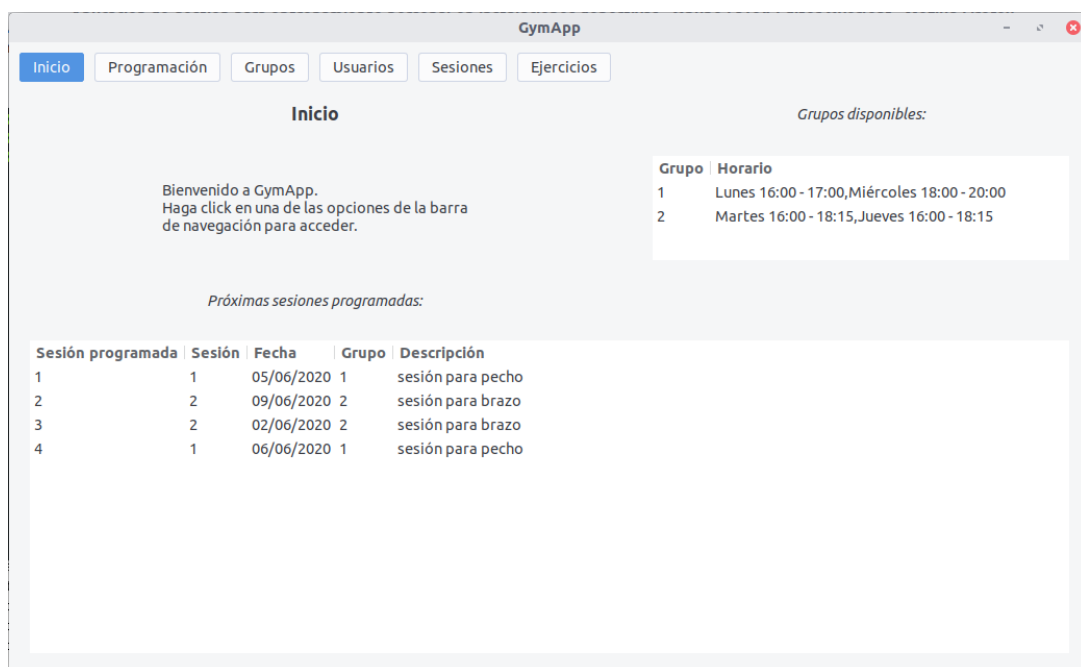 GymApp
Inicio Programación Grupos Usuarios Sesiones Ejercicios
Inicio
Bienvenido a GymApp.
Haga click en una de las opciones de la barra
de navegación para acceder.
Grupos disponibles:
Grupo Horario
1 Lunes 16:00 - 17:00,Miércoles 18:00 - 20:00
2 Martes 16:00 - 18:15,Jueves 16:00 - 18:15
Próximas sesiones programadas:
Sesión programada Sesión Fecha Grupo Descripción
1 1 05/06/2020 1 sesión para pecho
2 2 09/06/2020 2 sesión para brazo
3 2 02/06/2020 2 sesión para brazo
4 1 06/06/2020 1 sesión para pecho